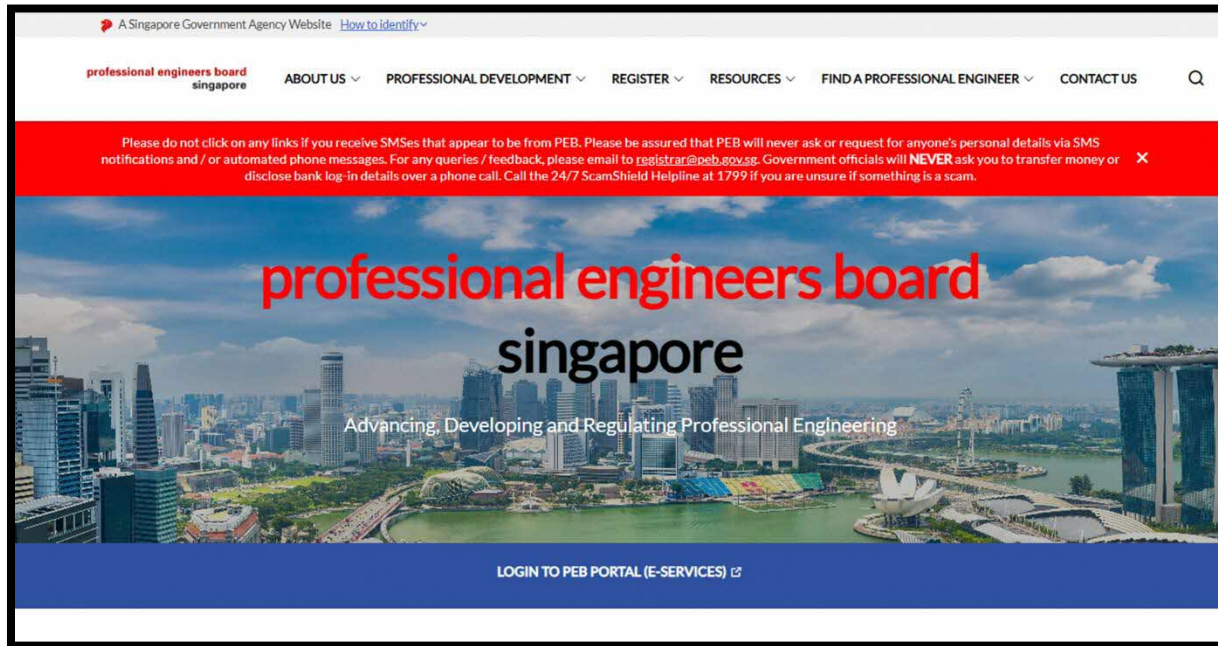 A Singapore Government Agency Website How to identify
professional engineers board
singapore
ABOUT US
PROFESSIONAL DEVELOPMENT
REGISTER
RESOURCES
FIND A PROFESSIONAL ENGINEER
CONTACT US
Please do not click on any links if you receive SMSes that appear to be from PEB. Please be assured that PEB will never ask or request for anyone's personal details via SMS
notifications and / or automated phone messages. For any queries / feedback, please email to registrar@peb.gov.sg. Government officials will NEVER ask you to transfer money or
disclose bank log-in details over a phone call. Call the 24/7 ScamShield Helpline at 1799 if you are unsure if something is a scam.
professional engineers board
singapore
Advancing, Developing and Regulating Professional Engineering
LOGIN TO PEB PORTAL (E-SERVICES)